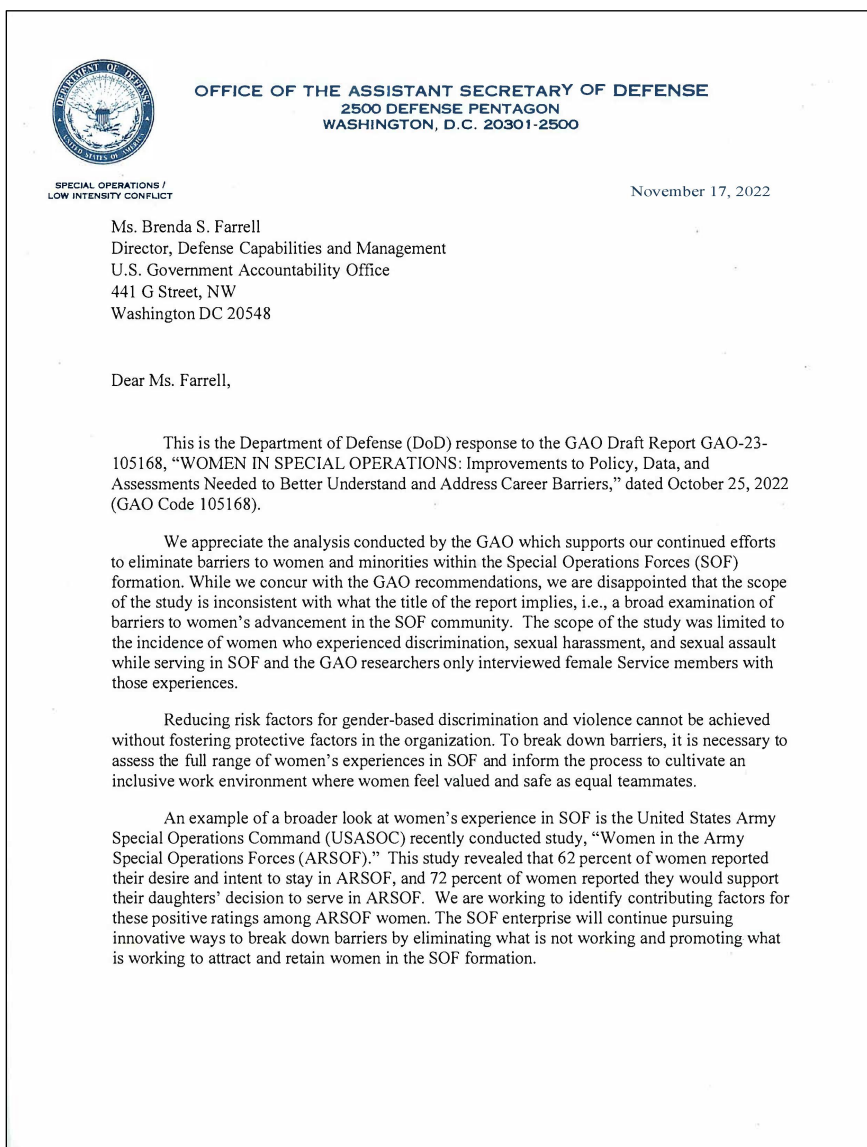 DEPARTMENT OF DEFENSE
UNITED STATES OF AMERICA
OFFICE OF THE ASSISTANT SECRETARY OF DEFENSE
2500 DEFENSE PENTAGON
WASHINGTON, D.C. 20301-2500
SPECIAL OPERATIONS /
LOW INTENSITY CONFLICT
November 17, 2022
Ms. Brenda S. Farrell
Director, Defense Capabilities and Management
U.S. Government Accountability Office
441 G Street, NW
Washington DC 20548
Dear Ms. Farrell,
This is the Department of Defense (DoD) response to the GAO Draft Report GAO-23-
105168, “WOMEN IN SPECIAL OPERATIONS: Improvements to Policy, Data, and
Assessments Needed to Better Understand and Address Career Barriers,” dated October 25, 2022
(GAO Code 105168).
We appreciate the analysis conducted by the GAO which supports our continued efforts
to eliminate barriers to women and minorities within the Special Operations Forces (SOF)
formation. While we concur with the GAO recommendations, we are disappointed that the scope
of the study is inconsistent with what the title of the report implies, i.e., a broad examination of
barriers to women’s advancement in the SOF community. The scope of the study was limited to
the incidence of women who experienced discrimination, sexual harassment, and sexual assault
while serving in SOF and the GAO researchers only interviewed female Service members with
those experiences.
Reducing risk factors for gender-based discrimination and violence cannot be achieved
without fostering protective factors in the organization. To break down barriers, it is necessary to
assess the full range of women’s experiences in SOF and inform the process to cultivate an
inclusive work environment where women feel valued and safe as equal teammates.
An example of a broader look at women’s experience in SOF is the United States Army
Special Operations Command (USASOC) recently conducted study, “Women in the Army
Special Operations Forces (ARSOF).” This study revealed that 62 percent of women reported
their desire and intent to stay in ARSOF, and 72 percent of women reported they would support
their daughters’ decision to serve in ARSOF. We are working to identify contributing factors for
these positive ratings among ARSOF women. The SOF enterprise will continue pursuing
innovative ways to break down barriers by eliminating what is not working and promoting what
is working to attract and retain women in the SOF formation.